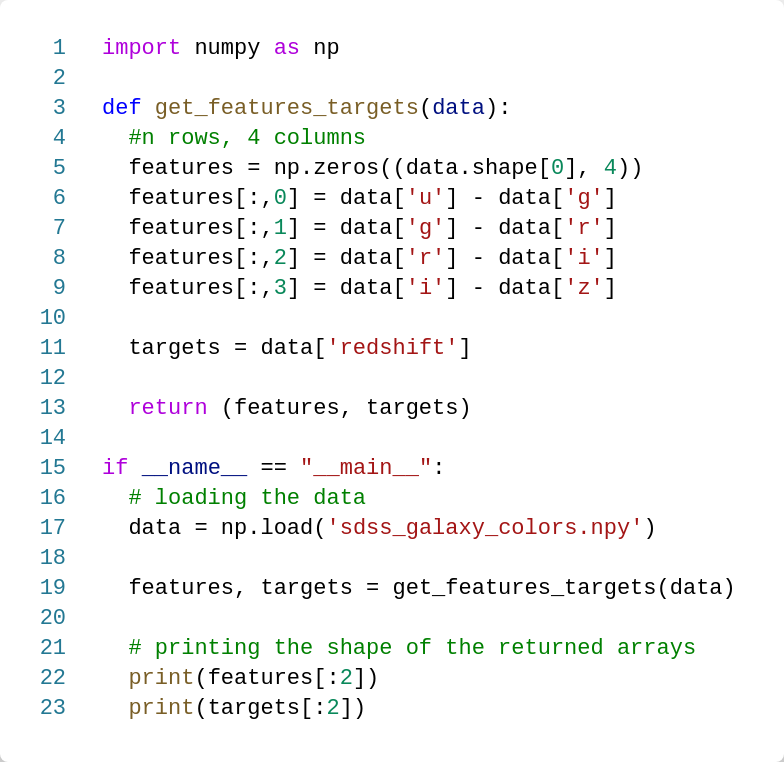 1 import numpy as np
2
3 def get_features_targets(data):
4   #n rows, 4 columns
5   features = np.zeros((data.shape[0], 4))
6   features[:,0] = data['u'] - data['g']
7   features[:,1] = data['g'] - data['r']
8   features[:,2] = data['r'] - data['i']
9   features[:,3] = data['i'] - data['z']
10
11   targets = data['redshift']
12
13   return (features, targets)
14
15 if __name__ == "__main__":
16   # loading the data
17   data = np.load('sdss_galaxy_colors.npy')
18
19   features, targets = get_features_targets(data)
20
21   # printing the shape of the returned arrays
22   print(features[:2])
23   print(targets[:2])